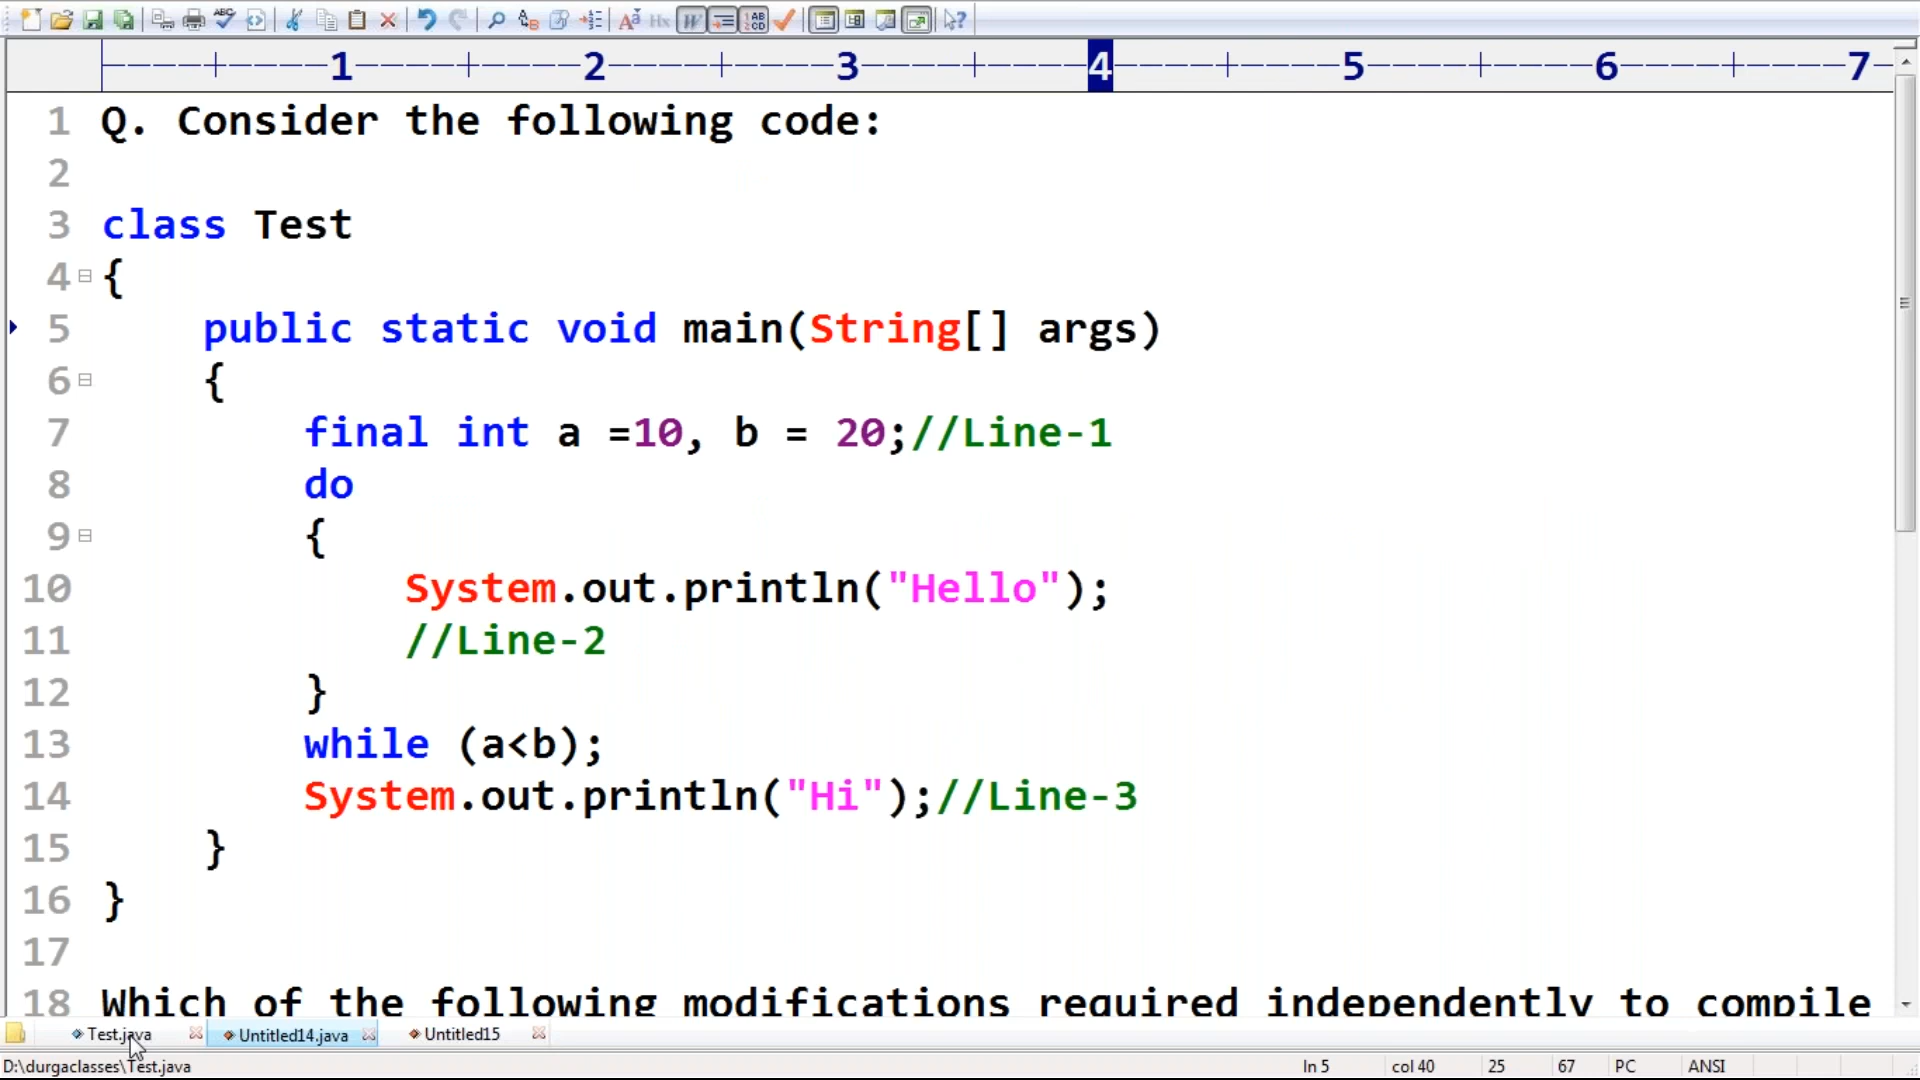 1 2 3 4 5 6 7
1 Q. Consider the following code:
2
3 class Test
4 {
5 public static void main(String[] args)
6 {
7 final int a =10, b = 20;//Line-1
8 do
9 {
10 System.out.println("Hello");
11 //Line-2
12 }
13 while (a<b);
14 System.out.println("Hi");//Line-3
15 }
16 }
17
18 Which of the following modifications required independently to compile
Test.java Untitled14.java Untitled15
D:\durgaclasses\Test.java ln 5 col 40 25 67 PC ANSI